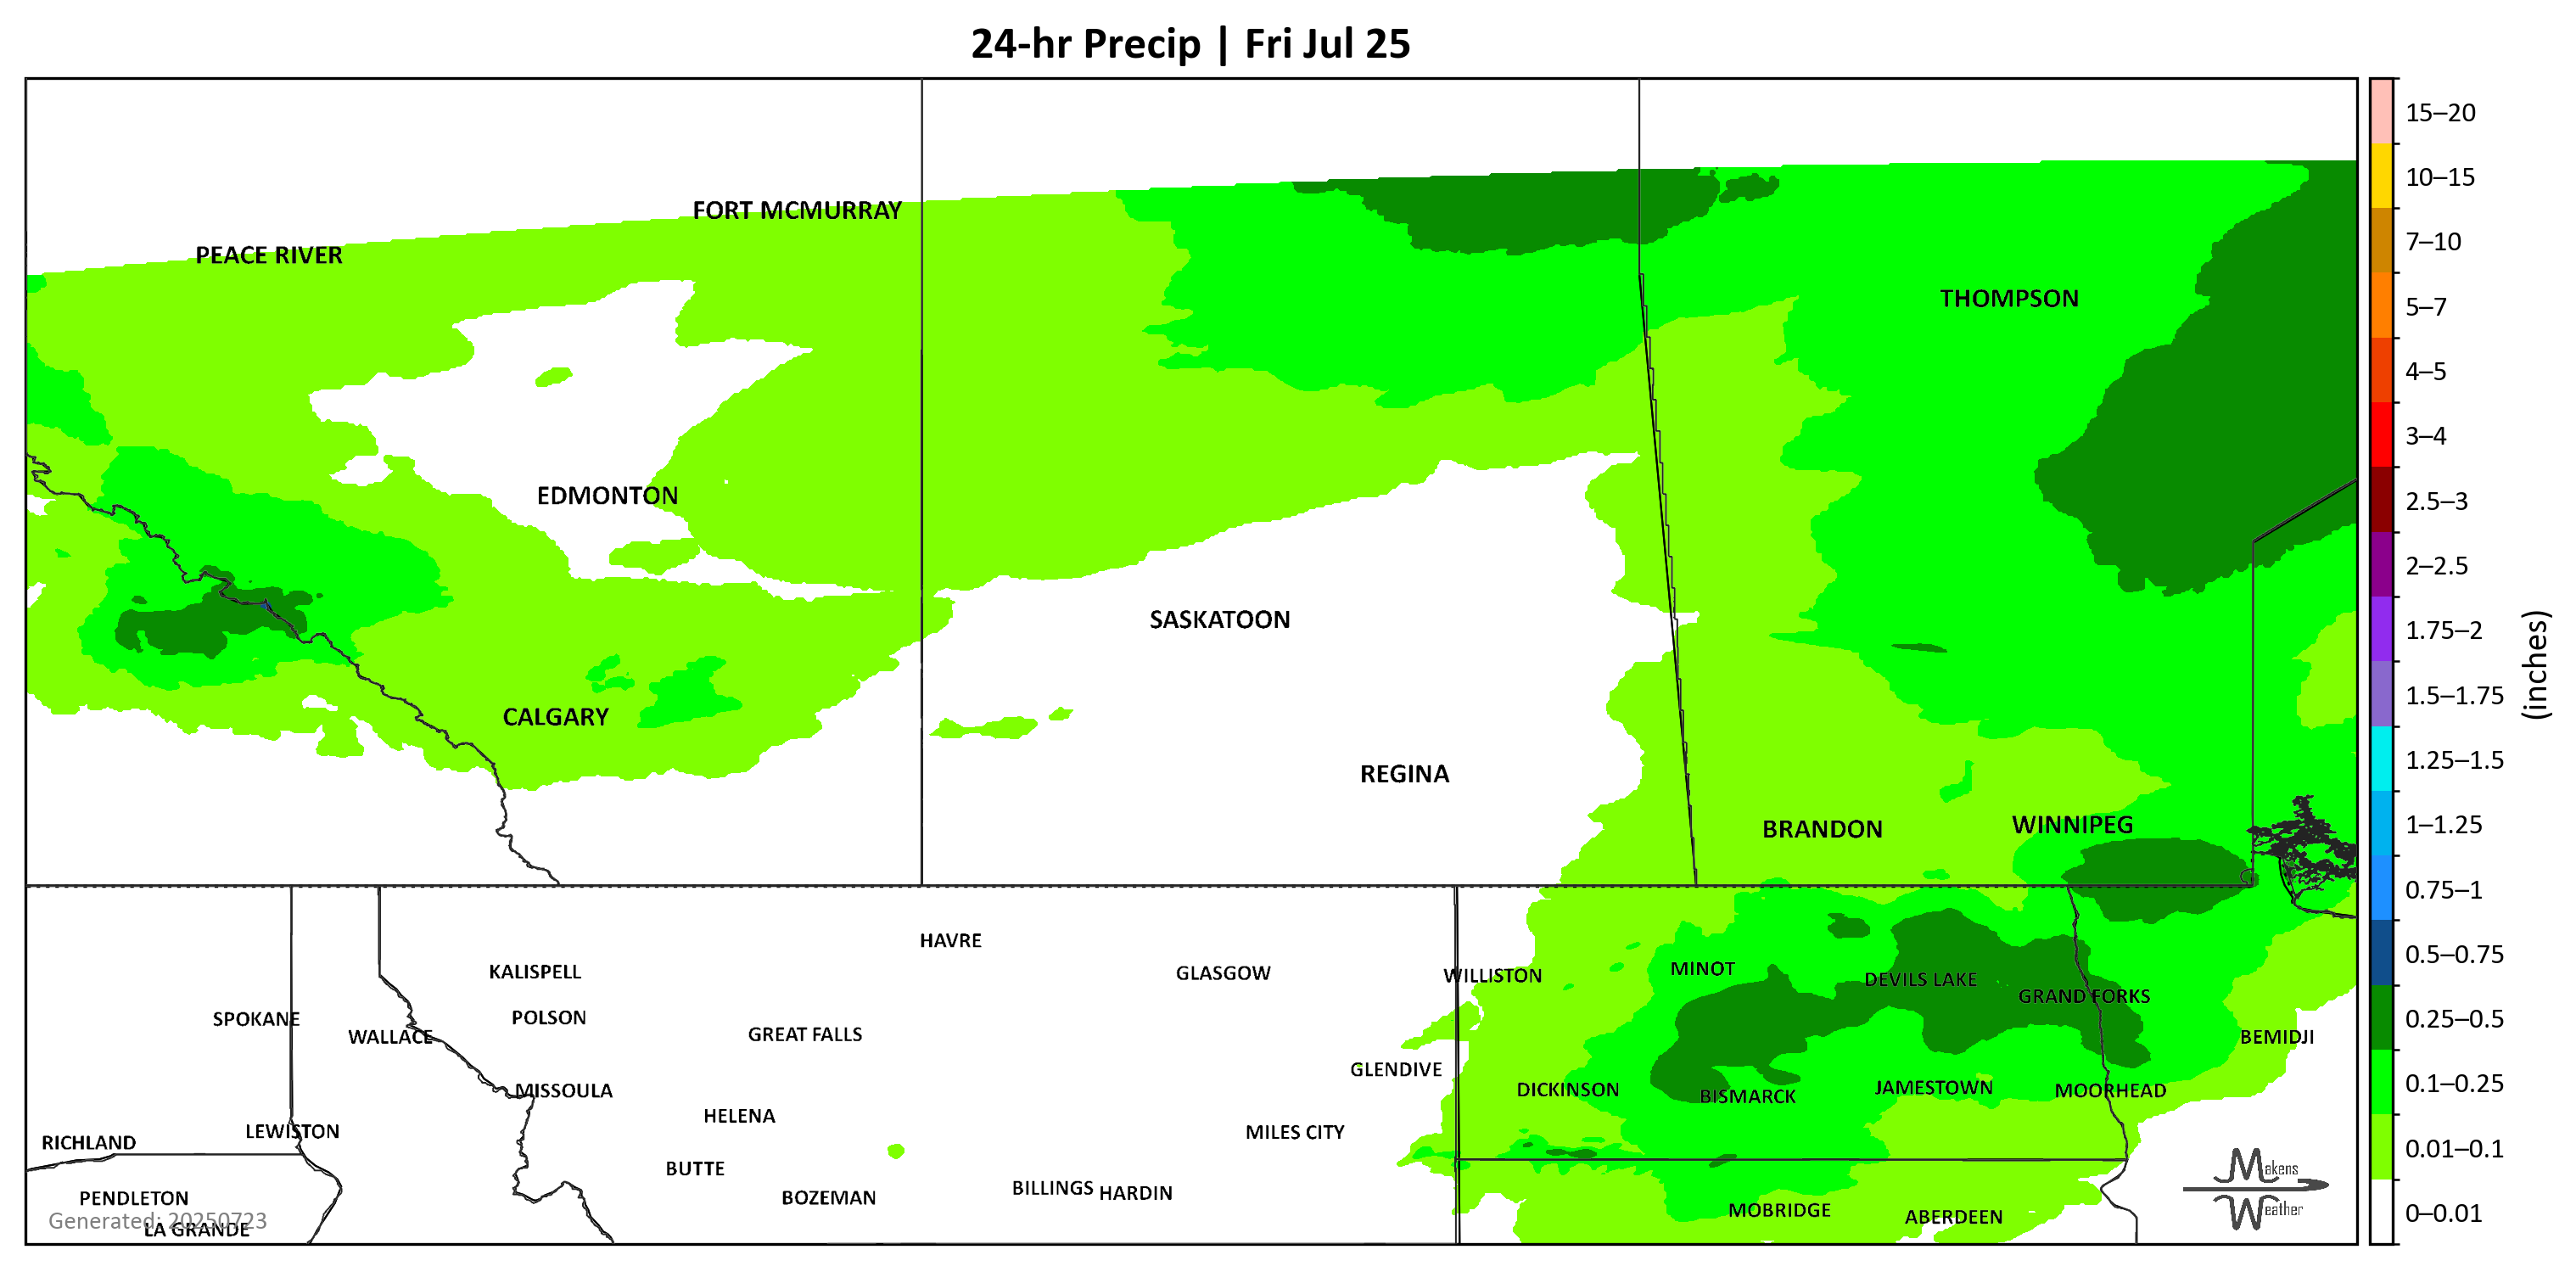 24-hr Precip | Fri Jul 25
15–20
10–15
7–10
5–7
4–5
3–4
2.5–3
2–2.5
1.75–2
1.5–1.75
1.25–1.5
1–1.25
0.75–1
0.5–0.75
0.25–0.5
0.1–0.25
0.01–0.1
0–0.01
(inches)
FORT MCMURRAY
PEACE RIVER
THOMPSON
EDMONTON
SASKATOON
CALGARY
REGINA
BRANDON
WINNIPEG
HAVRE
KALISPELL
GLASGOW
WILLISTON
MINOT
DEVILS LAKE
GRAND FORKS
SPOKANE
POLSON
WALLACE
GREAT FALLS
BEMIDJI
GLENDIVE
MISSOULA
DICKINSON
BISMARCK
JAMESTOWN
MOORHEAD
HELENA
LEWISTON
MILES CITY
RICHLAND
BUTTE
PENDLETON
BOZEMAN
BILLINGS
HARDIN
MOBRIDGE
ABERDEEN
Generated: 20250723
LA GRANDE
Makens
Weather